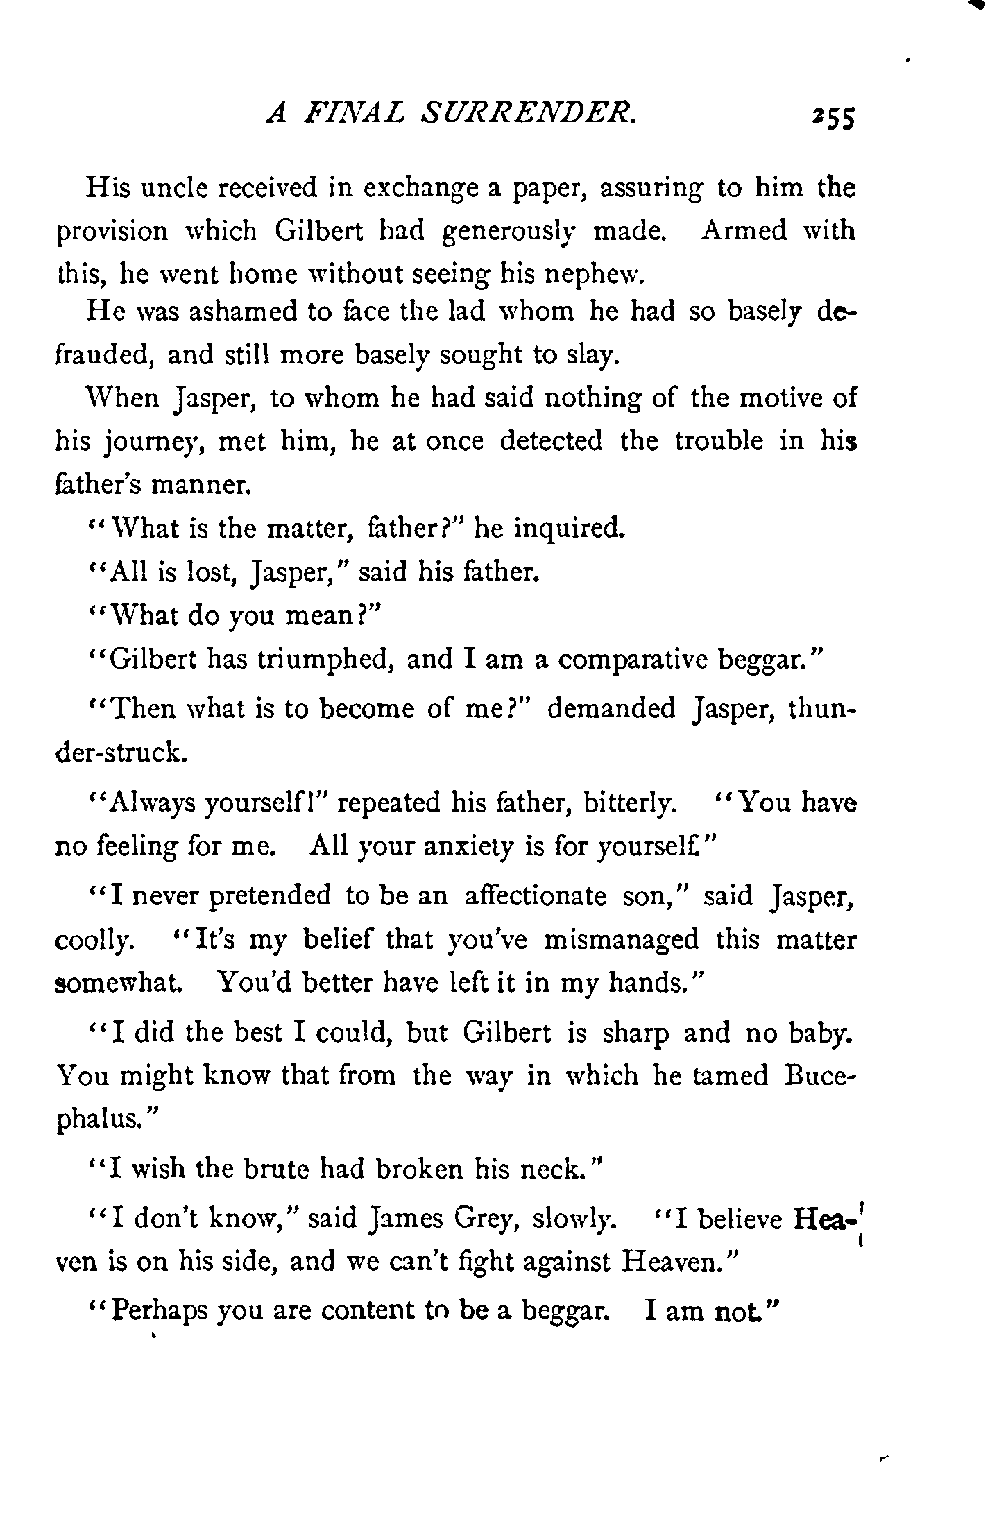 A FINAL SURRENDER. 255
His uncle received in exchange a paper, assuring to him the
provision which Gilbert had generously made. Armed with
this, he went home without seeing his nephew.
He was ashamed to face the lad whom he had so basely de-
frauded, and still more basely sought to slay.
When Jasper, to whom he had said nothing of the motive of
his journey, met him, he at once detected the trouble in his
father's manner.
"What is the matter, father?" he inquired.
"All is lost, Jasper," said his father.
"What do you mean?"
"Gilbert has triumphed, and I am a comparative beggar."
"Then what is to become of me?" demanded Jasper, thun-
der-struck.
"Always yourself!" repeated his father, bitterly. "You have
no feeling for me. All your anxiety is for yourself."
"I never pretended to be an affectionate son," said Jasper,
coolly. "It's my belief that you've mismanaged this matter
somewhat. You'd better have left it in my hands."
"I did the best I could, but Gilbert is sharp and no baby.
You might know that from the way in which he tamed Buce-
phalus."
"I wish the brute had broken his neck."
"I don't know," said James Grey, slowly. "I believe Hea-
ven is on his side, and we can't fight against Heaven."
"Perhaps you are content to be a beggar. I am not."